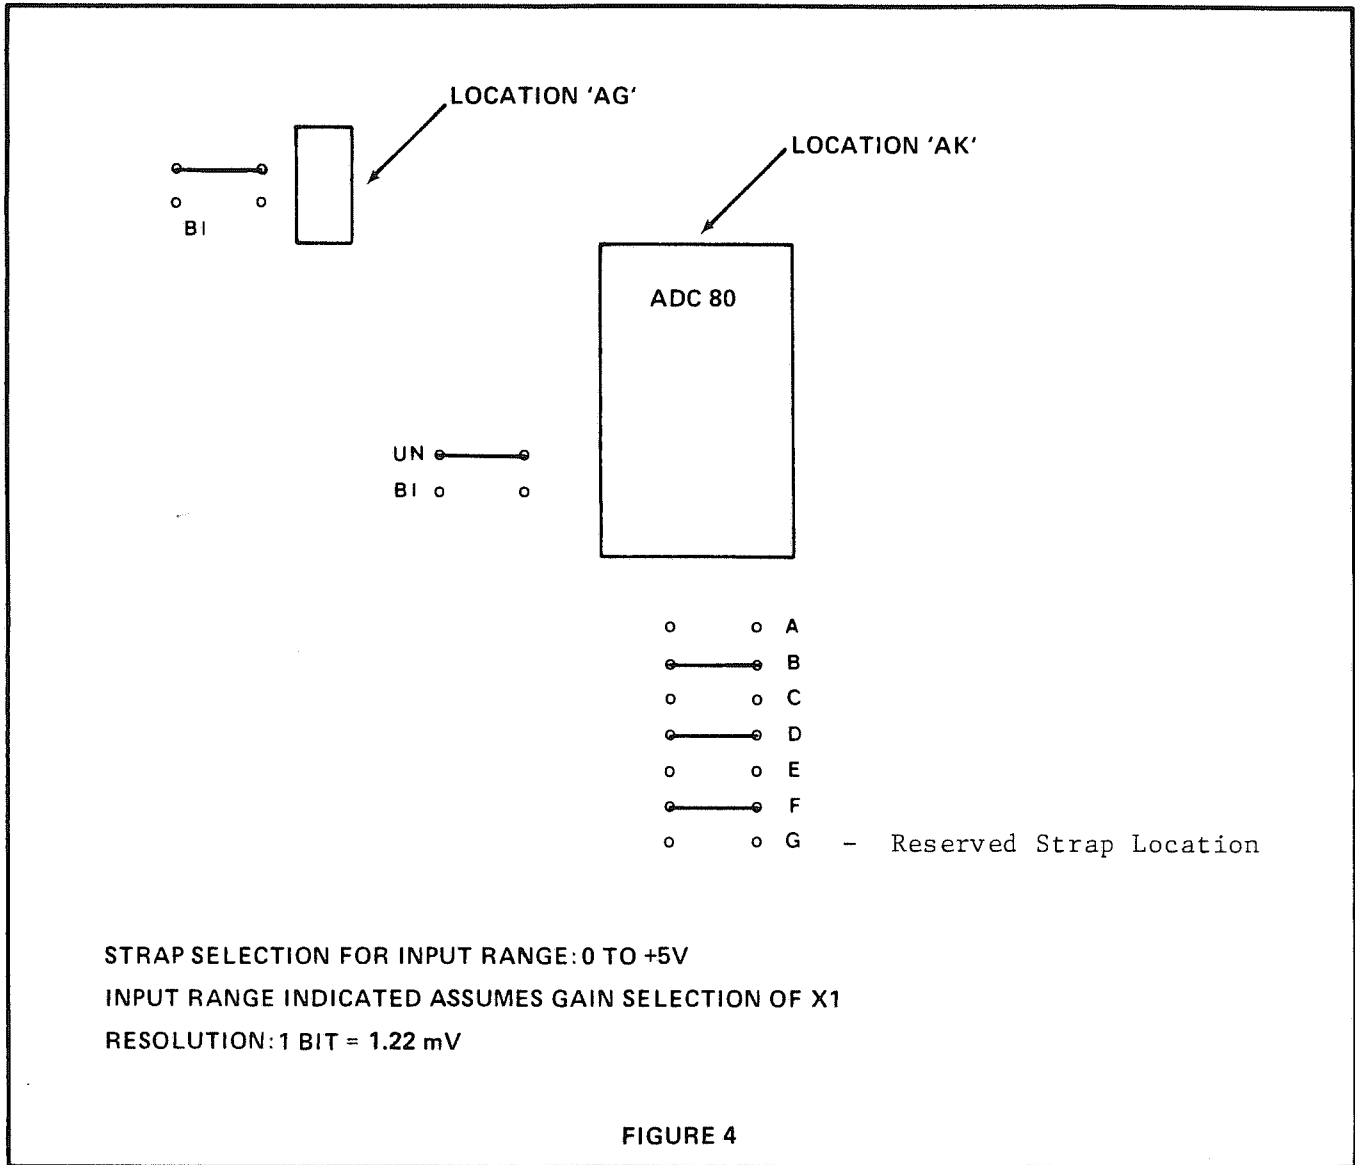 LOCATION 'AG'
LOCATION 'AK'
BI
ADC 80
UN
BI
A
B
C
D
E
F
G - Reserved Strap Location
STRAP SELECTION FOR INPUT RANGE: 0 TO +5V
INPUT RANGE INDICATED ASSUMES GAIN SELECTION OF X1
RESOLUTION: 1 BIT = 1.22 mV
FIGURE 4